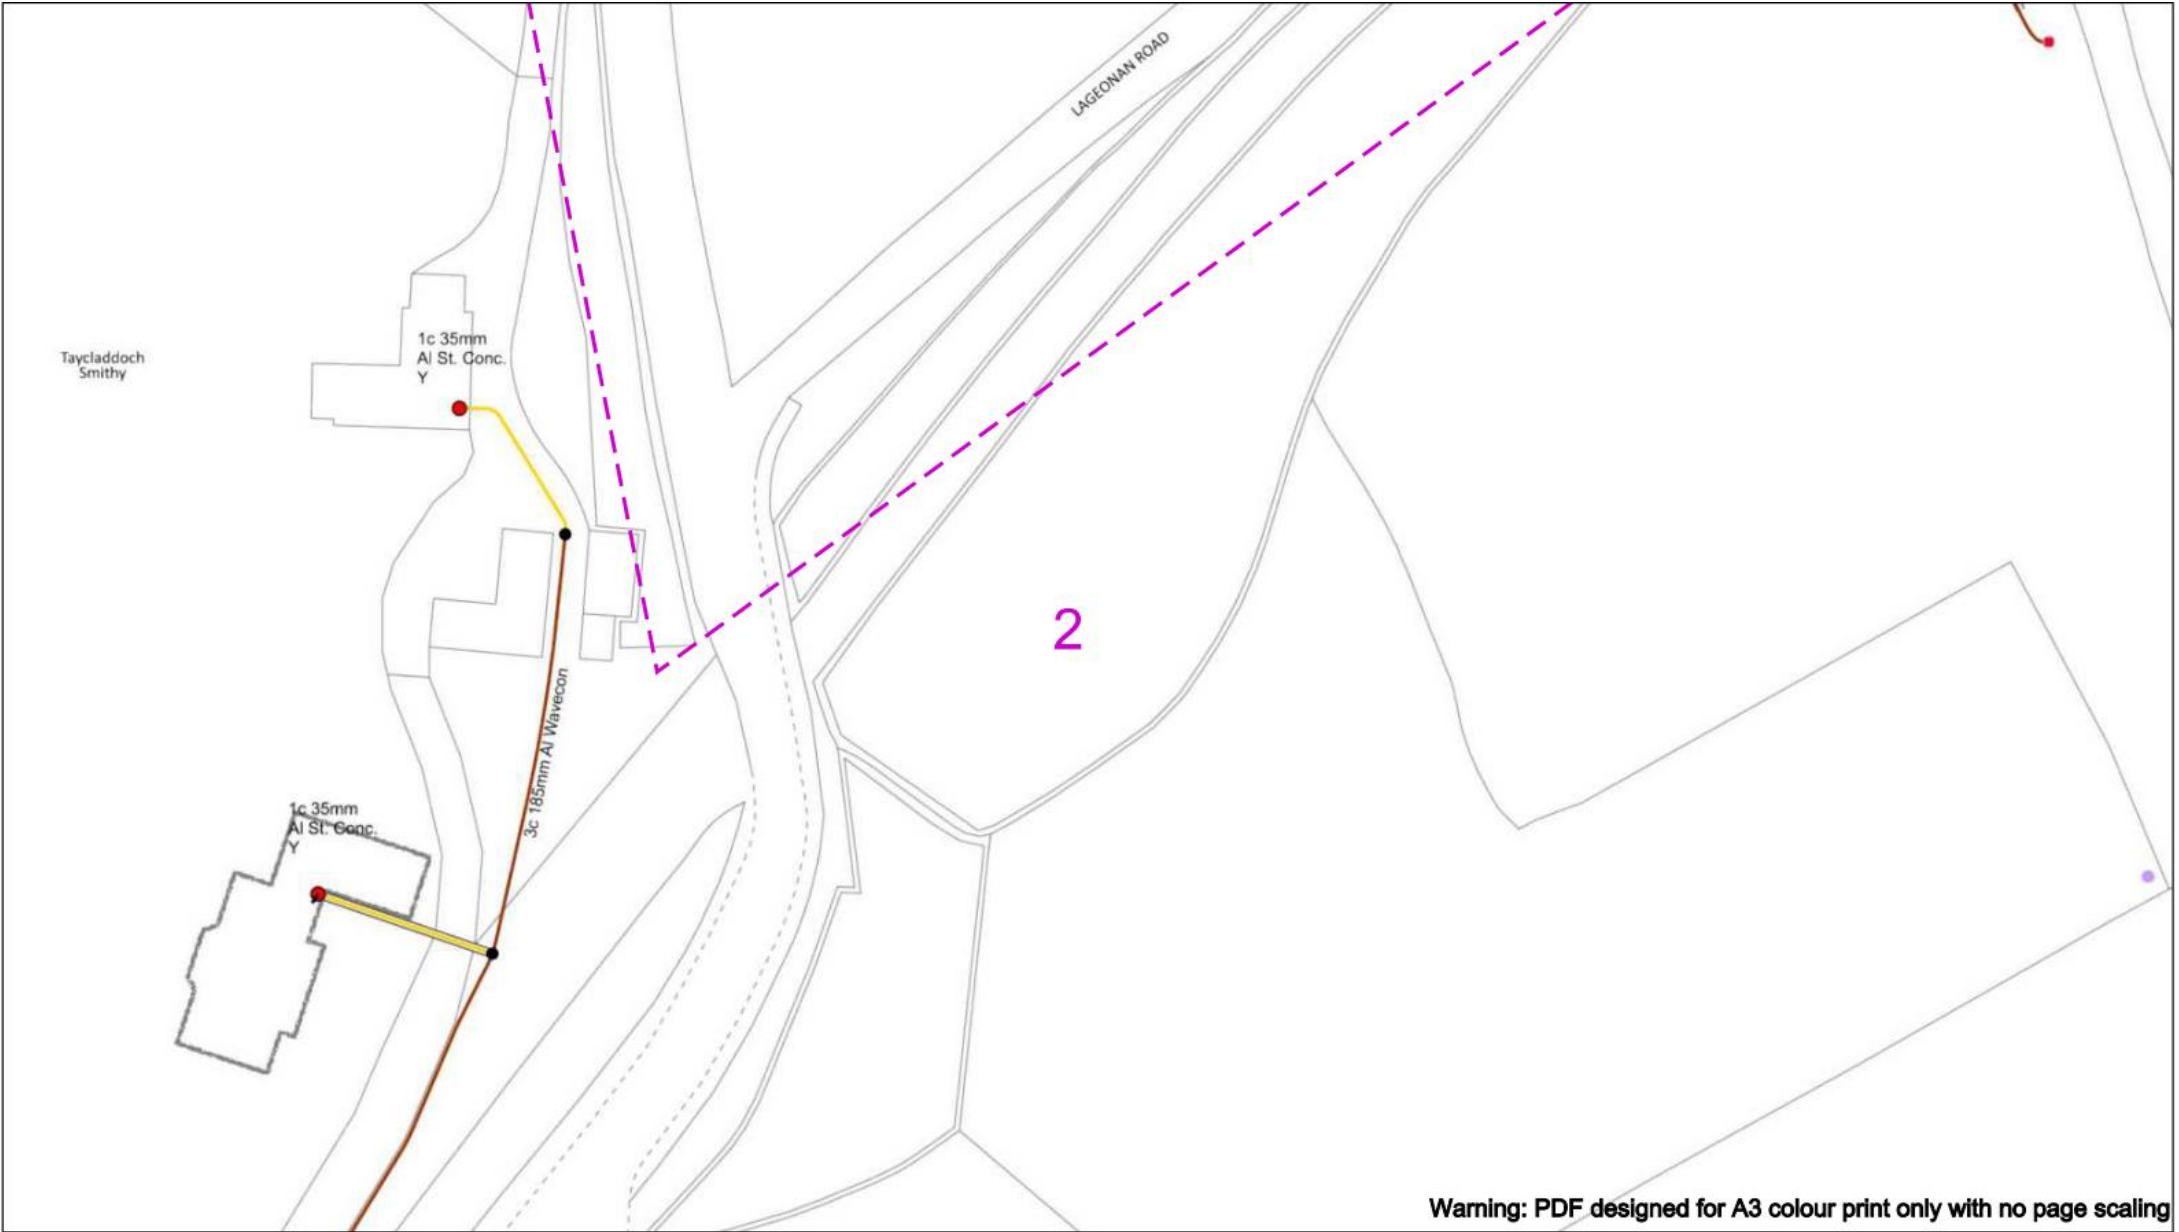 LAGEONAN ROAD
1c 35mm
Al St. Conc.
Y
Taycladdoch
Smithy
2
3c 185mm Al Wavecon
1c 35mm
Al St. Conc.
Y
Warning: PDF designed for A3 colour print only with no page scaling